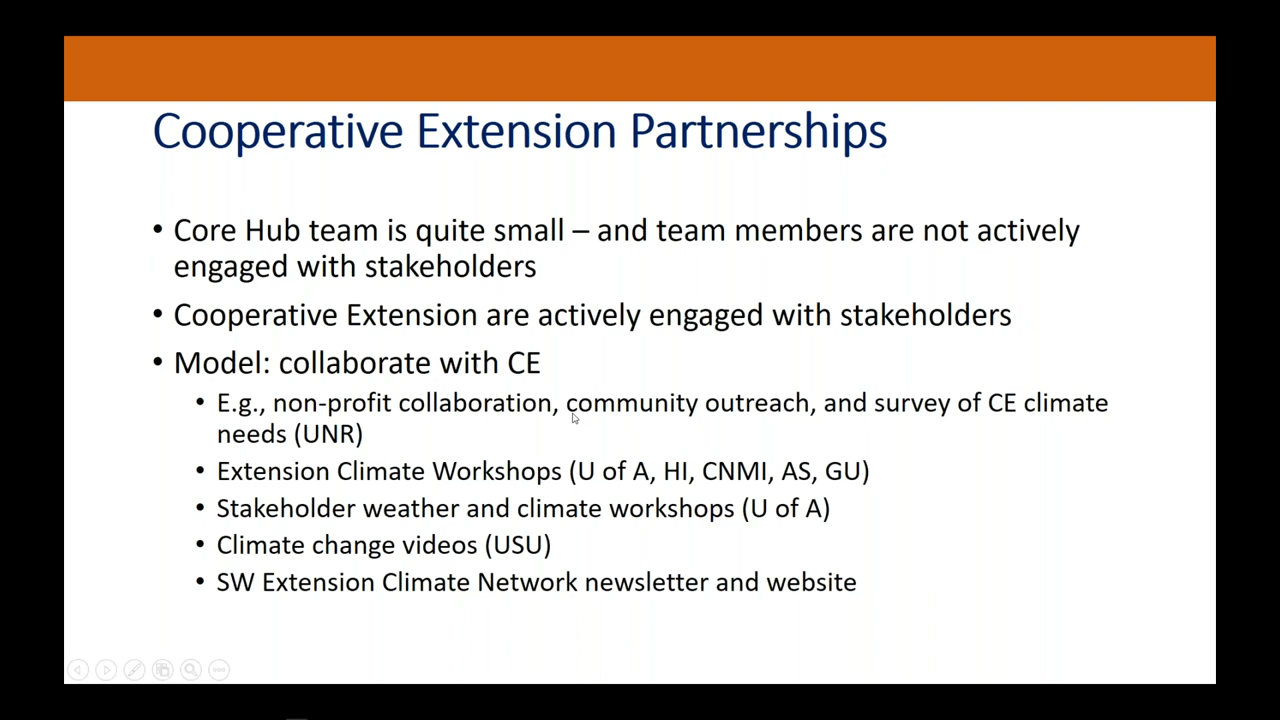 Cooperative Extension Partnerships
• Core Hub team is quite small – and team members are not actively
engaged with stakeholders
• Cooperative Extension are actively engaged with stakeholders
• Model: collaborate with CE
• E.g., non-profit collaboration, community outreach, and survey of CE climate
needs (UNR)
• Extension Climate Workshops (U of A, HI, CNMI, AS, GU)
• Stakeholder weather and climate workshops (U of A)
• Climate change videos (USU)
• SW Extension Climate Network newsletter and website